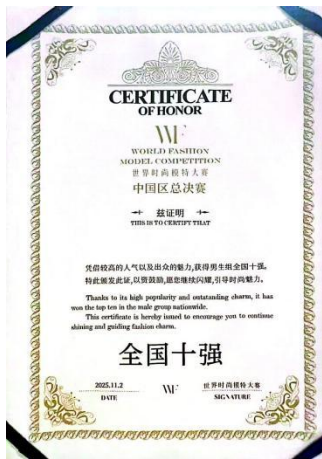 CERTIFICATE
OF HONOR
WF
WORLD FASHION
MODEL COMPETITION
世界时尚模特大赛
中国区总决赛
兹证明
THIS IS TO CERTIFY THAT
凭借较高的人气以及出众的魅力,获得男生组全国十强。
特此颁发此证,以资鼓励,愿您继续闪耀,引导时尚魅力。
Thanks to its high popularity and outstanding charm, it has
won the top ten in the male group nationwide.
This certificate is hereby issued to encourage you to continue
shining and guiding fashion charm.
全国十强
2025.11.2
DATE
WF
世界时尚模特大赛
SIGNATURE